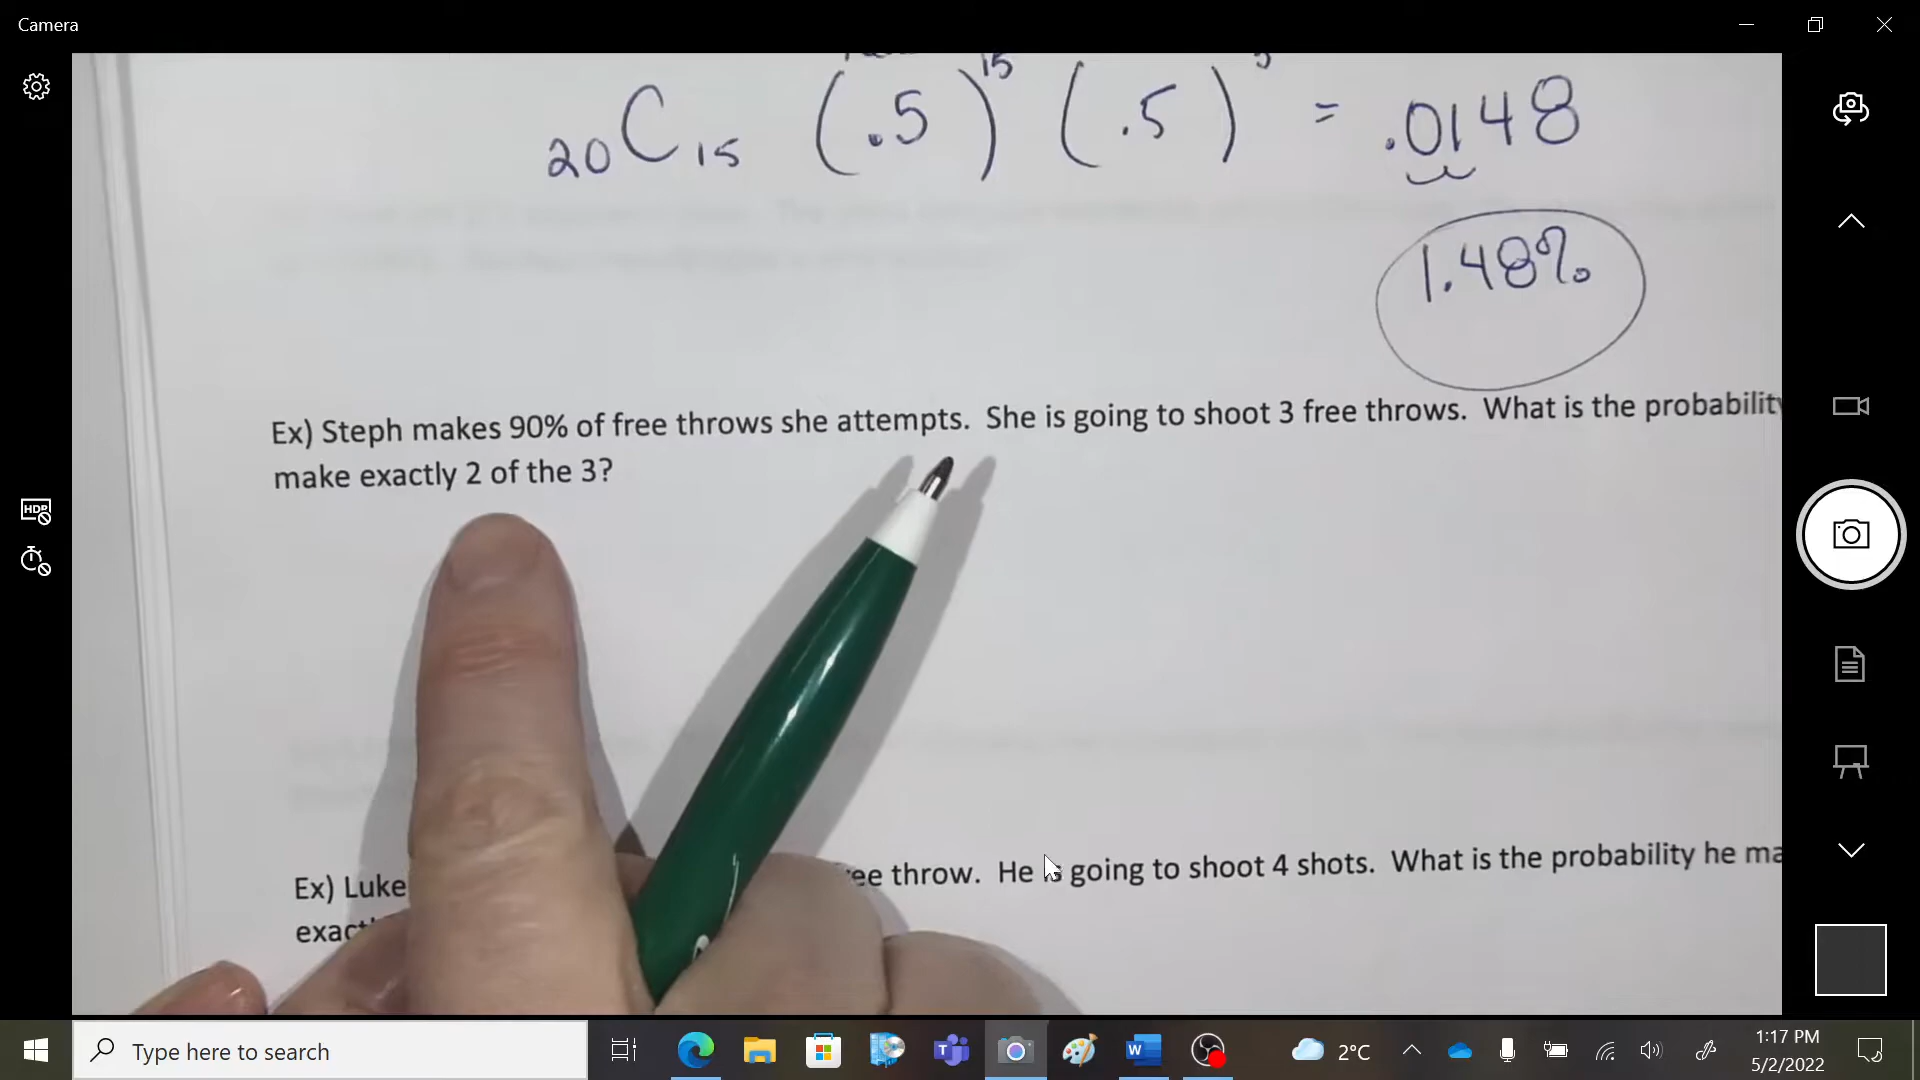 Camera
15
20C15 (.5) (.5) = .0148
1.48%
Ex) Steph makes 90% of free throws she attempts. She is going to shoot 3 free throws. What is the probability
make exactly 2 of the 3?
Ex) Luke
free throw. He is going to shoot 4 shots. What is the probability he
Type here to search
2°C
1:17 PM
5/2/2022